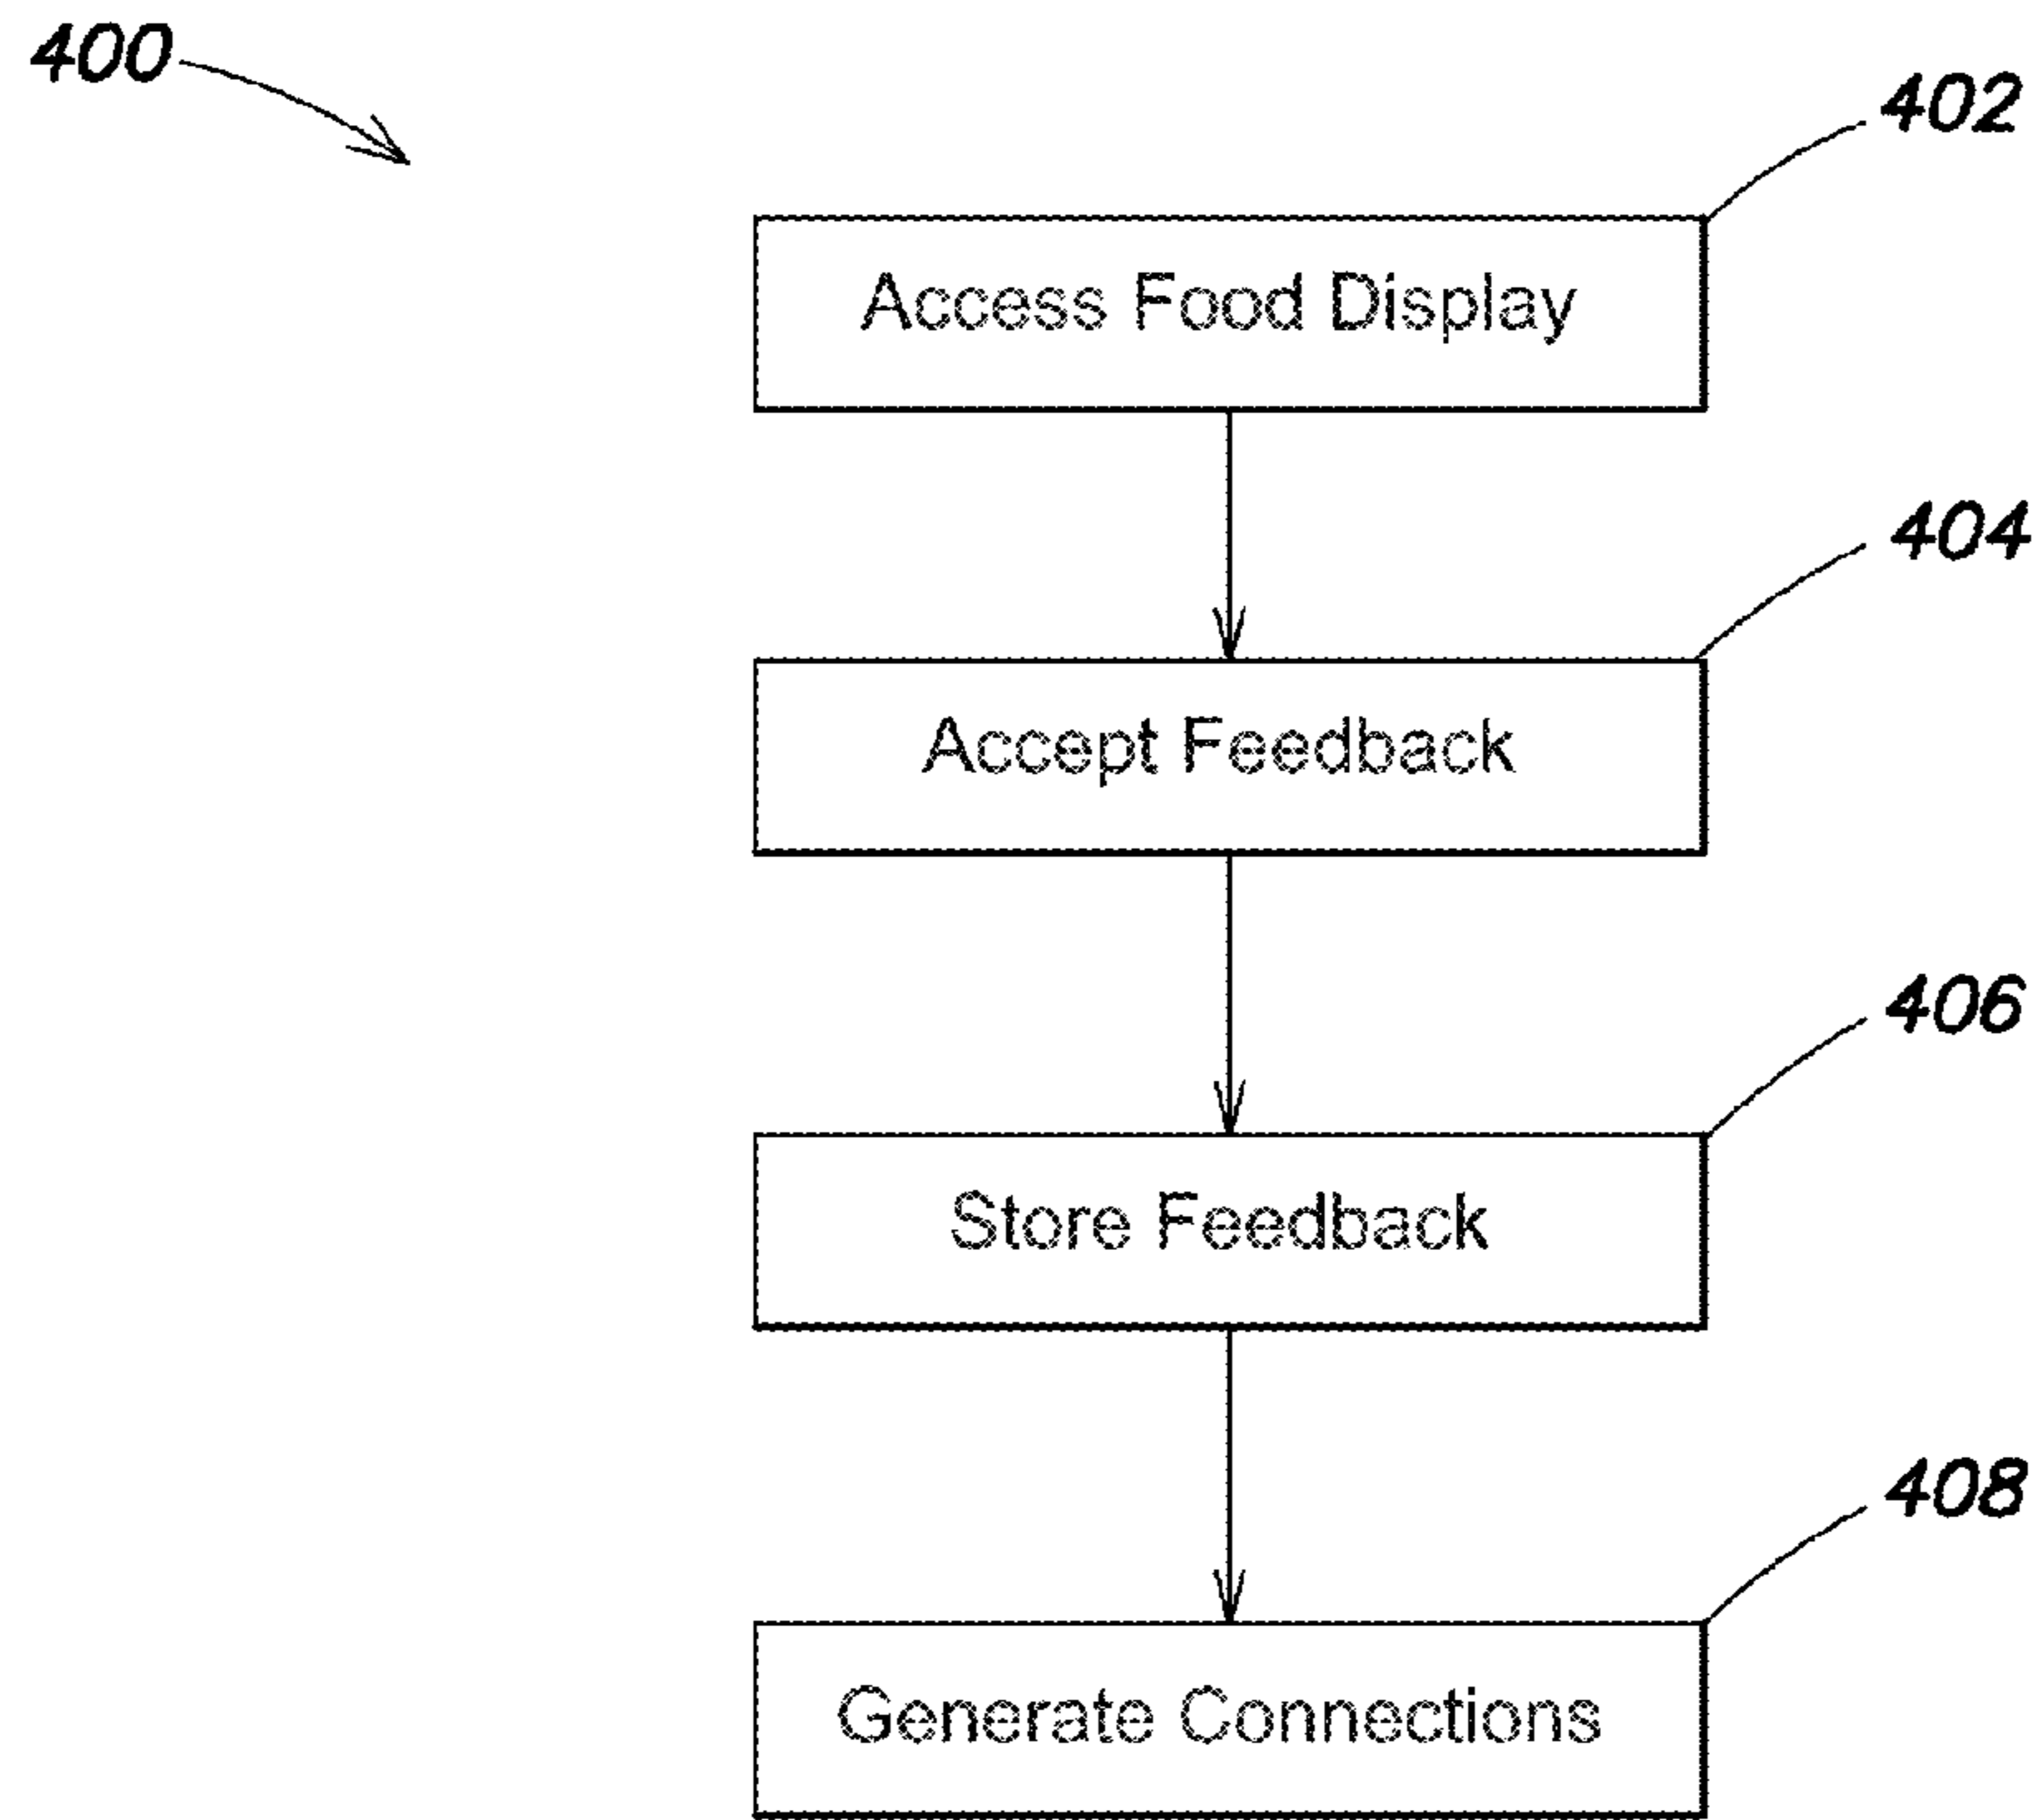 400
402
Access Food Display
404
Accept Feedback
406
Store Feedback
408
Generate Connections